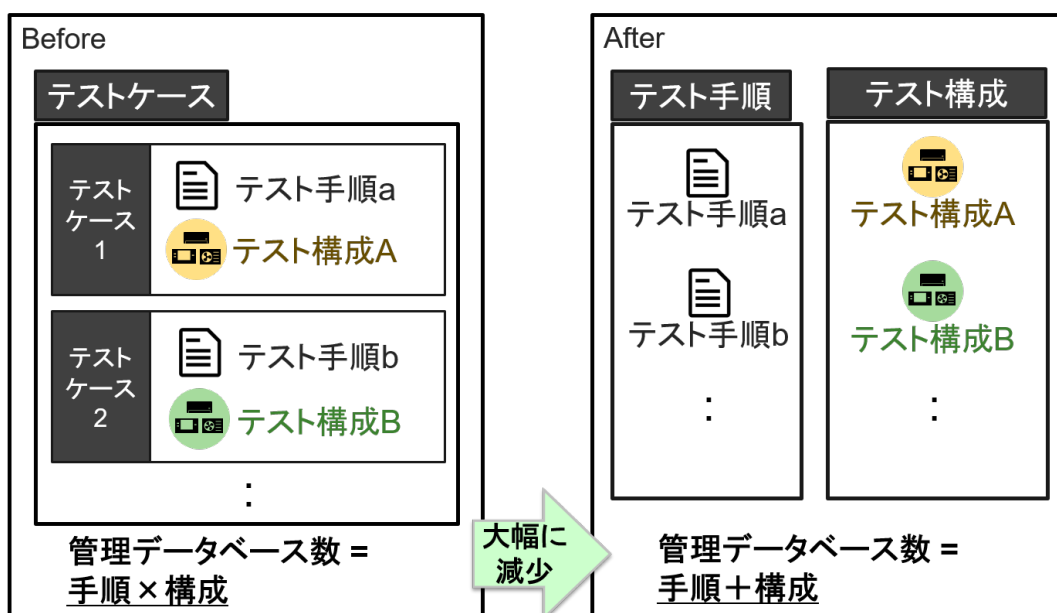 Before
テストケース
テスト
ケース
1
テスト手順a
テスト構成A
テスト
ケース
2
テスト手順b
テスト構成B
:
管理データベース数 =
手順×構成
大幅に
減少
After
テスト手順
テスト手順a
テスト手順b
:
テスト構成
テスト構成A
テスト構成B
:
管理データベース数 =
手順＋構成